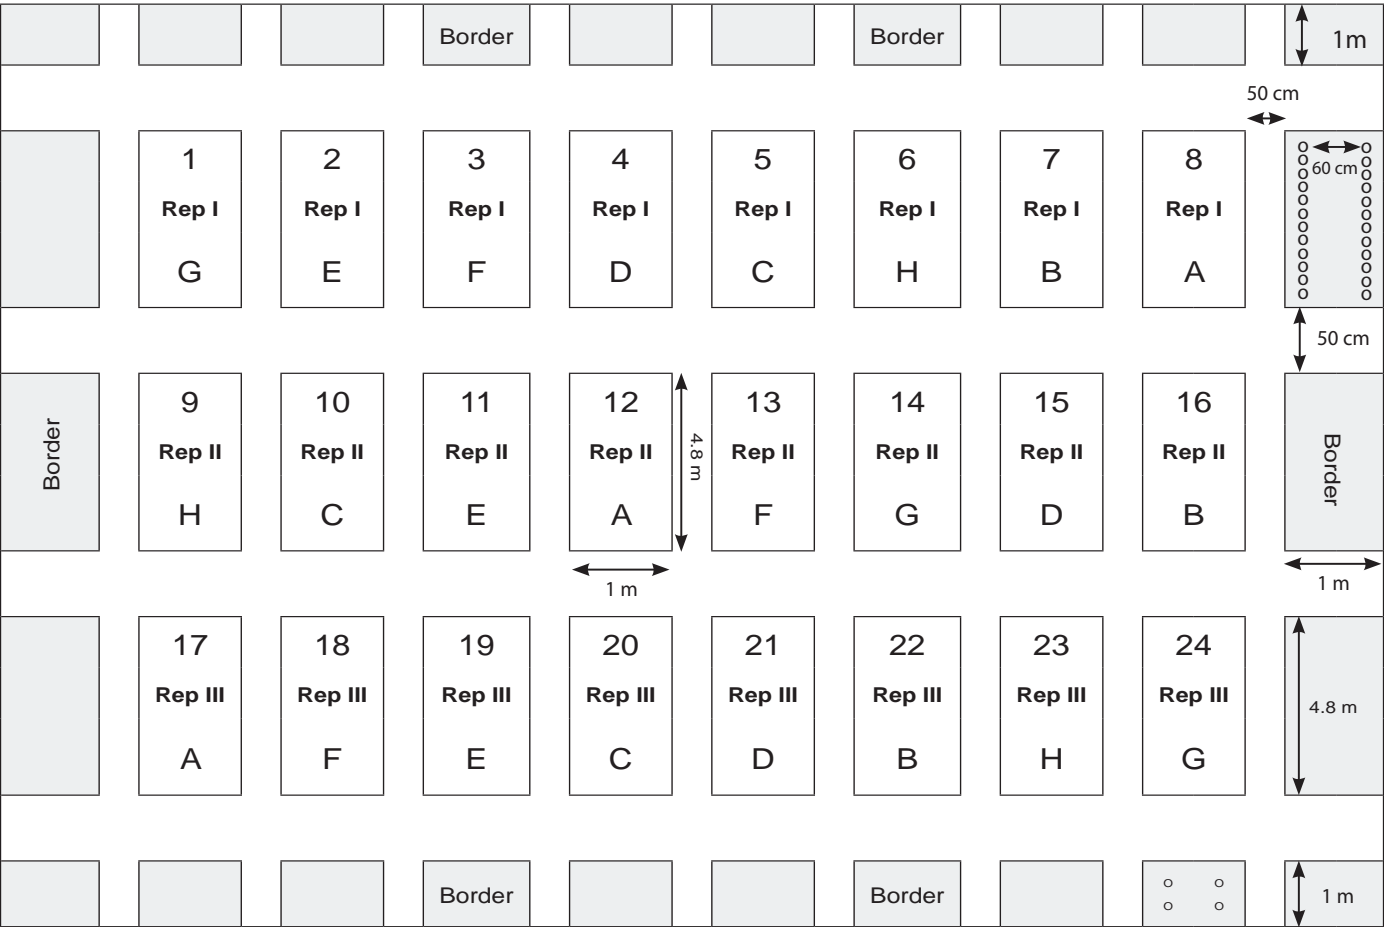 Border Border 1m
50 cm
1 2 3 4 5 6 7 8
Rep I Rep I Rep I Rep I Rep I Rep I Rep I Rep I
G E F D C H B A
o o
o o
o 60 cm o
o o
o o
o o
o o
o o
o o
o o
o o
o o
50 cm
9 10 11 12 13 14 15 16
Border Rep II Rep II Rep II Rep II 4.8 m Rep II Rep II Rep II Rep II Border
H C E A F G D B
1 m 1 m
17 18 19 20 21 22 23 24
Rep III Rep III Rep III Rep III Rep III Rep III Rep III Rep III 4.8 m
A F E C D B H G
Border Border o o 1 m
o o